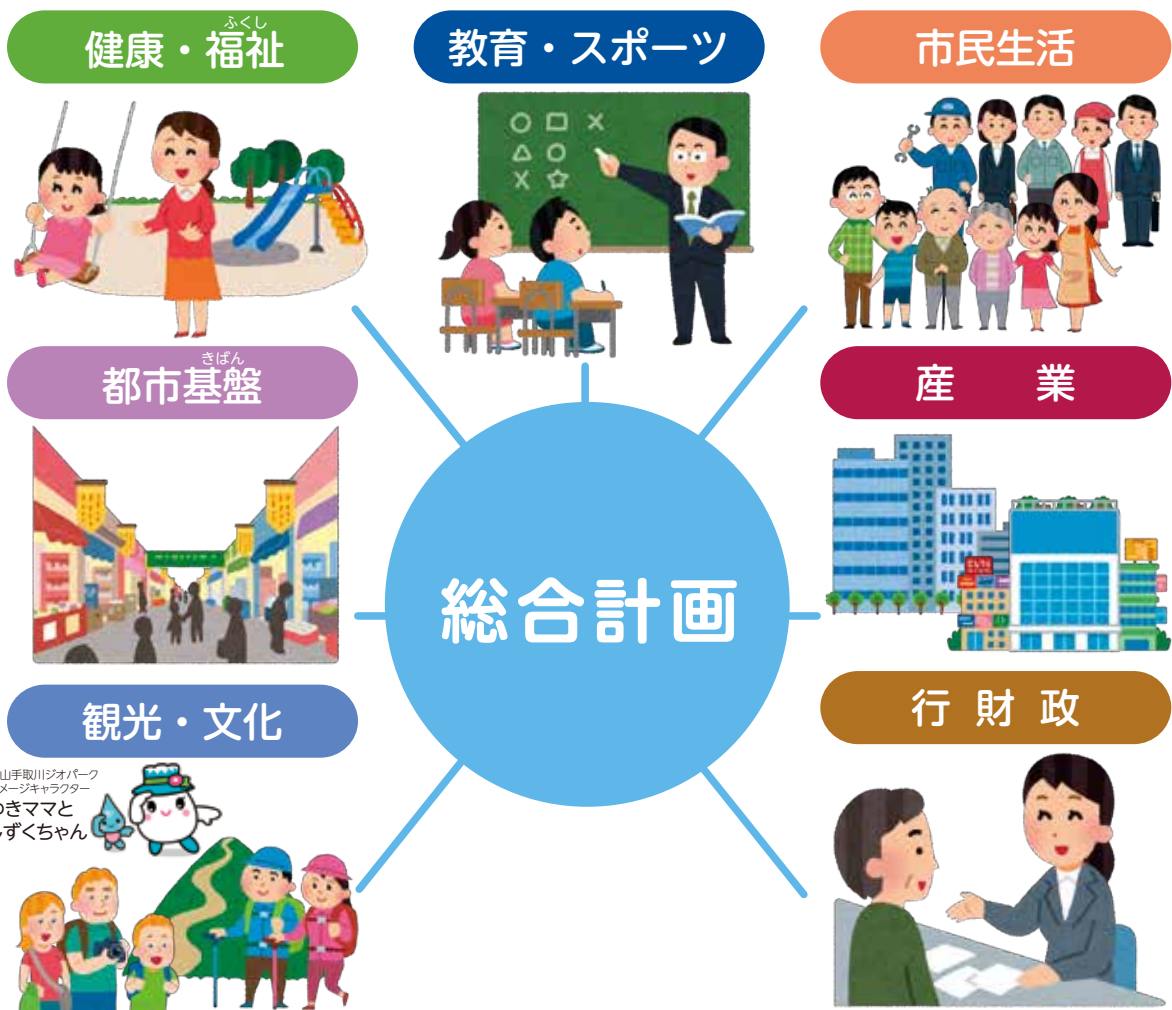 ふくし
健康・福祉
教育・スポーツ
市民生活
きばん
都市基盤
産業
総合計画
観光・文化
行財政
山手取川ジオパーク
メージキャラクター
ゆきママと
しずくちゃん